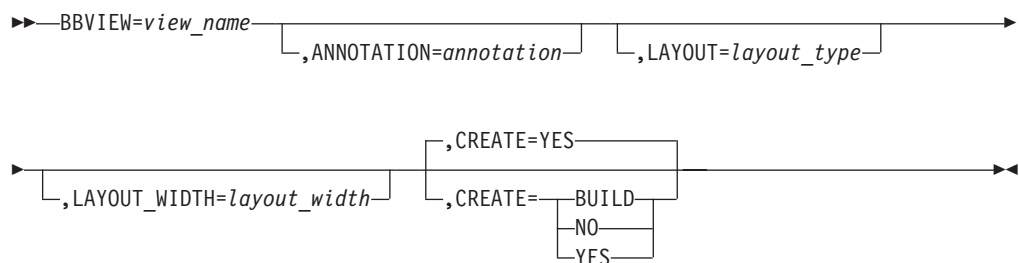 BBVIEW=view_name
,ANNOTATION=annotation ,LAYOUT=layout_type
,CREATE=YES
,LAYOUT_WIDTH=layout_width ,CREATE= BUILD
NO
YES